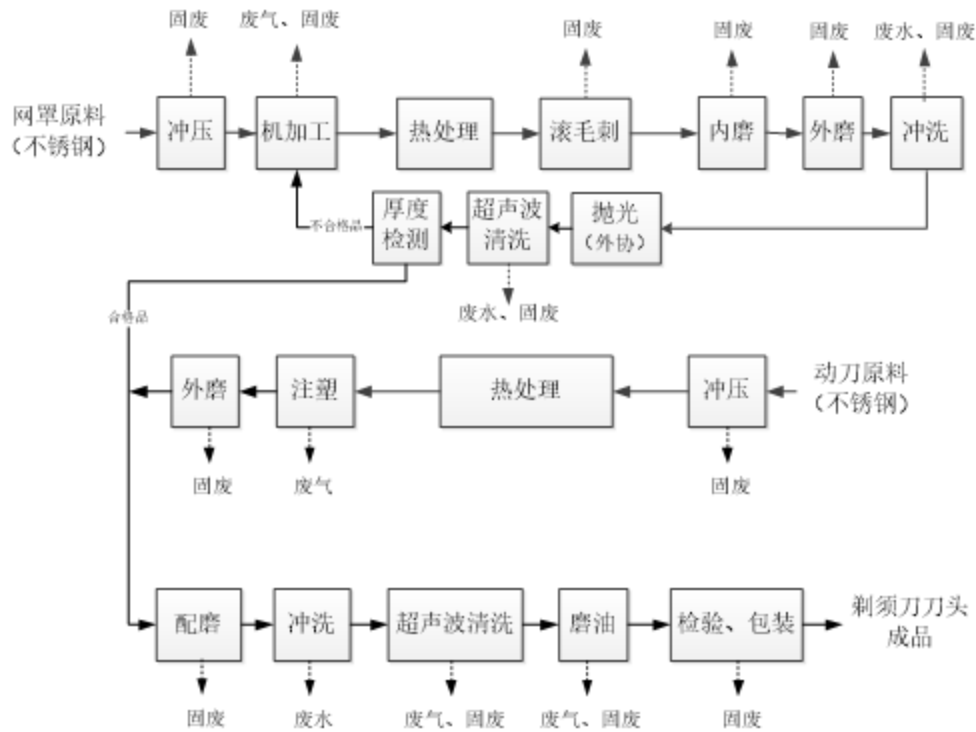 固废
废气、固废
固废
固废
固废
废水、固废
网罩原料
（不锈钢）
冲压
机加工
热处理
滚毛刺
内磨
外磨
冲洗
不合格品
厚度
检测
超声波
清洗
抛光
（外协）
废水、固废
合格品
外磨
注塑
热处理
冲压
动刀原料
（不锈钢）
固废
废气
固废
配磨
冲洗
超声波清洗
磨油
检验、包装
剃须刀刀头
成品
固废
废水
废气、固废
废气、固废
固废